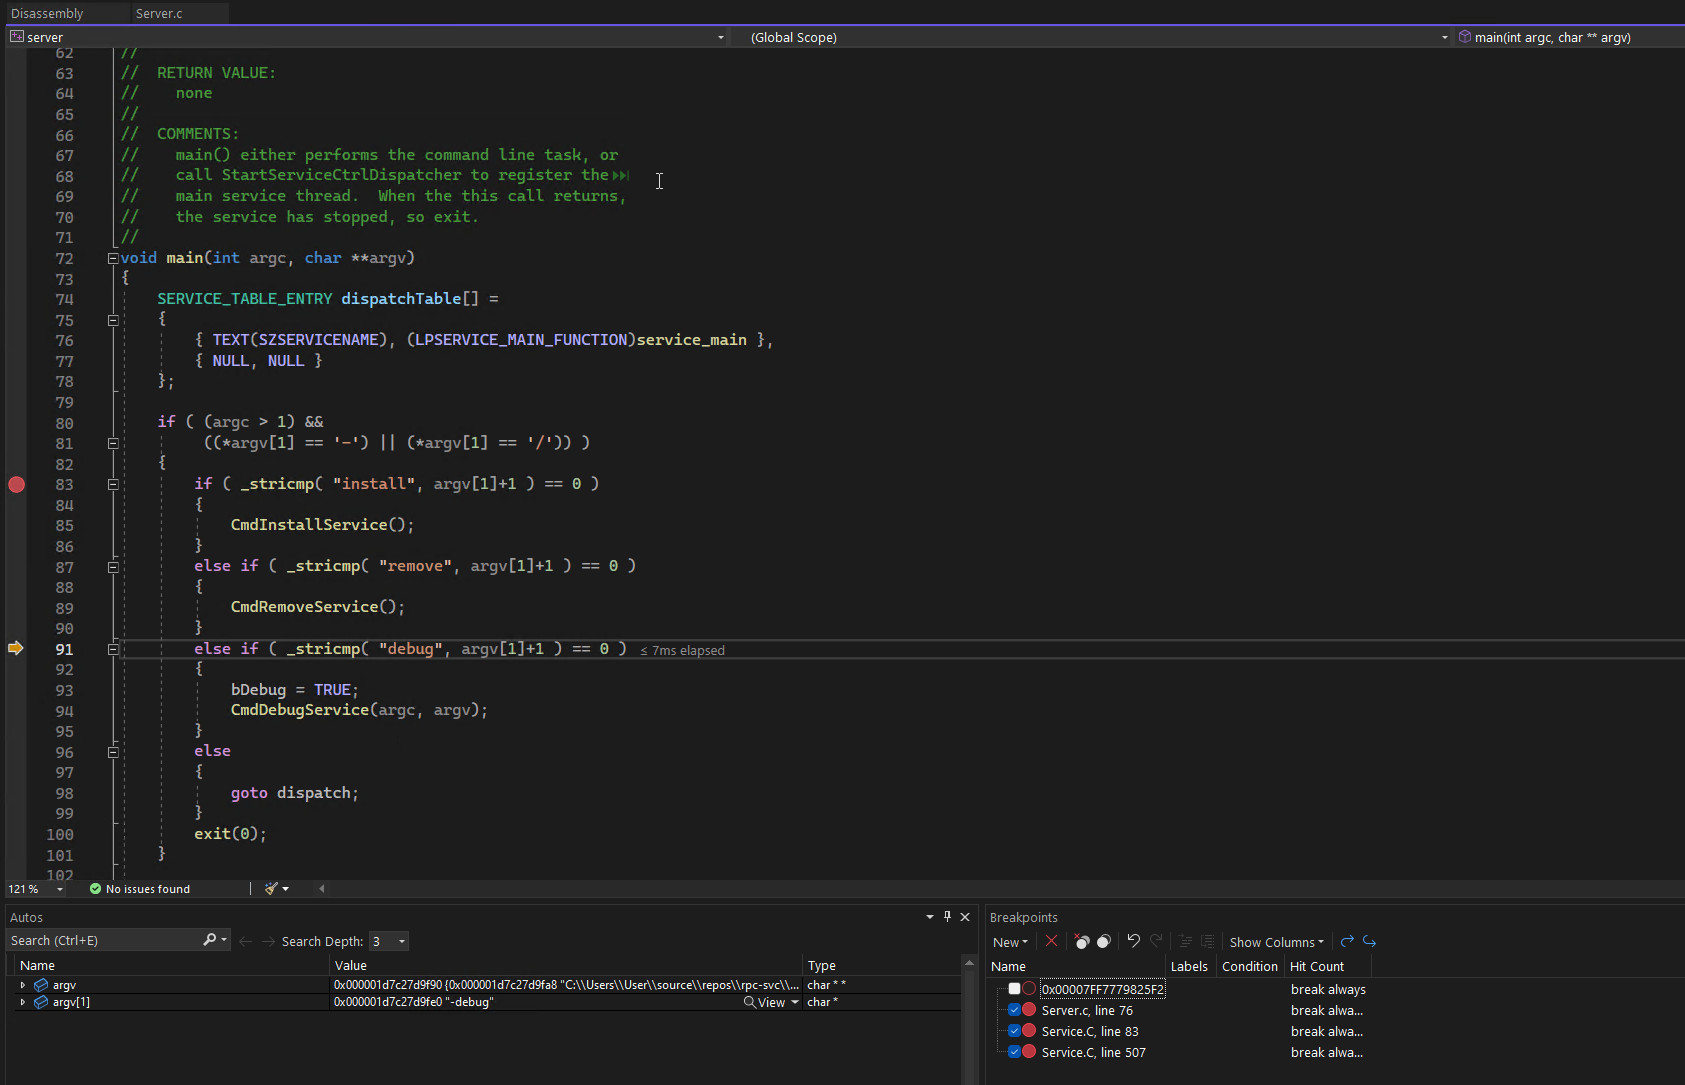 Disassembly Server.c
server (Global Scope) main(int argc, char ** argv)
62 //
63 // RETURN VALUE:
64 // none
65 //
66 // COMMENTS:
67 // main() either performs the command line task, or
68 // call StartServiceCtrlDispatcher to register the
69 // main service thread. When the this call returns,
70 // the service has stopped, so exit.
71 //
72 void main(int argc, char **argv)
73 {
74 SERVICE_TABLE_ENTRY dispatchTable[] =
75 {
76 { TEXT(SZSERVICENAME), (LPSERVICE_MAIN_FUNCTION)service_main },
77 { NULL, NULL }
78 };
79
80 if ( (argc > 1) &&
81 ((*argv[1] == '-') || (*argv[1] == '/')) )
82 {
83 if ( _stricmp( "install", argv[1]+1 ) == 0 )
84 {
85 CmdInstallService();
86 }
87 else if ( _stricmp( "remove", argv[1]+1 ) == 0 )
88 {
89 CmdRemoveService();
90 }
91 else if ( _stricmp( "debug", argv[1]+1 ) == 0 ) ≤ 7ms elapsed
92 {
93 bDebug = TRUE;
94 CmdDebugService(argc, argv);
95 }
96 else
97 {
98 goto dispatch;
99 }
100 exit(0);
101 }
102
121 % No issues found
Autos
Search (Ctrl+E) Search Depth: 3
Name Value Type
argv 0x000001d7c27d9f90 {0x000001d7c27d9fa8 "C:\\Users\\User\\source\\repos\\rpc-svc\\... char * *
argv[1] 0x000001d7c27d9fe0 "-debug" View char *
Breakpoints
New Show Columns
Name Labels Condition Hit Count
0x00007FF7779825F2 break always
Server.c, line 76 break alwa...
Service.C, line 83 break alwa...
Service.C, line 507 break alwa...